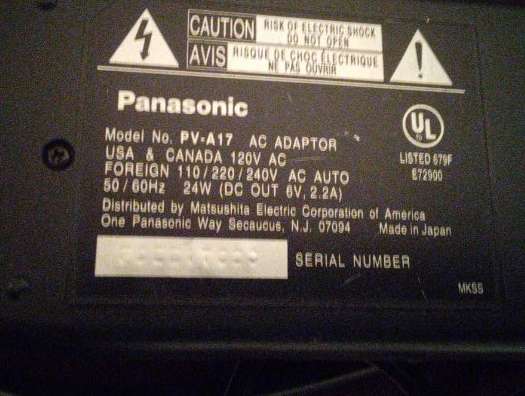 CAUTION RISK OF ELECTRIC SHOCK
DO NOT OPEN
AVIS RISQUE DE CHOC ÉLECTRIQUE
NE PAS OUVRIR
Panasonic
UL
Model No. PV-A17 AC ADAPTOR
USA & CANADA 120V AC
LISTED 679F
FOREIGN 110/220/240V AC AUTO
E72900
50/60Hz 24W (DC OUT 6V, 2.2A)
Distributed by Matsushita Electric Corporation of America
One Panasonic Way Secaucus, N.J. 07094 Made in Japan
SERIAL NUMBER
MKSS